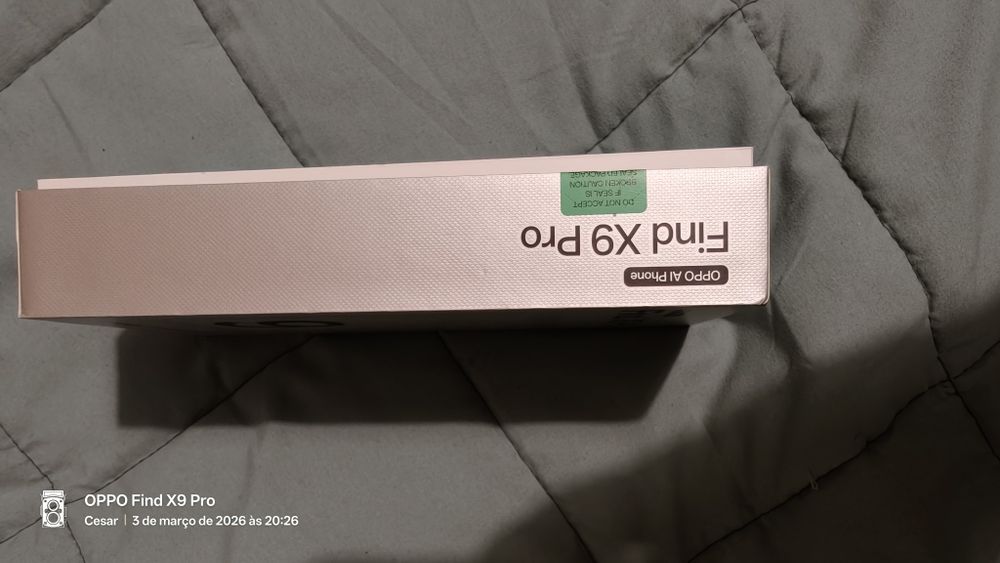 OPPO AI Phone
Find X9 Pro
DO NOT ACCEPT
IF SEAL IS
BROKEN CAUTION
SEALED PACKAGE
OPPO Find X9 Pro
Cesar | 3 de março de 2026 às 20:26